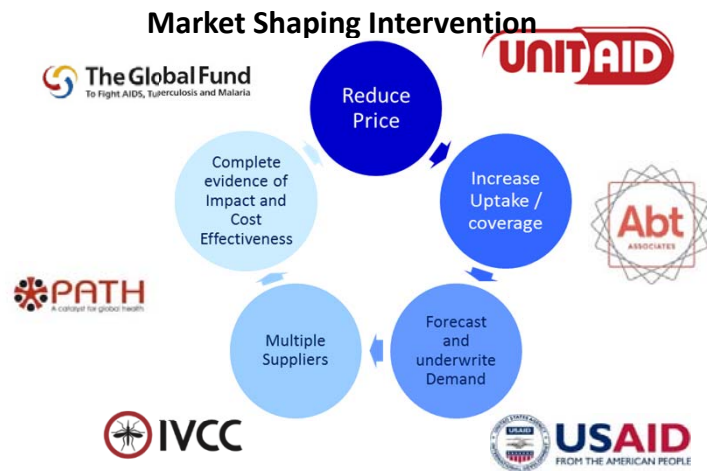 Market Shaping Intervention
UNITAID
The Global Fund
To Fight AIDS, Tuberculosis and Malaria
Reduce
Price
Complete
evidence of
Impact and
Cost
Effectiveness
Increase
Uptake /
coverage
Abt
ASSOCIATES
PATH
A catalyst for global health
Multiple
Suppliers
Forecast
and
underwrite
Demand
IVCC
USAID
USAID
FROM THE AMERICAN PEOPLE